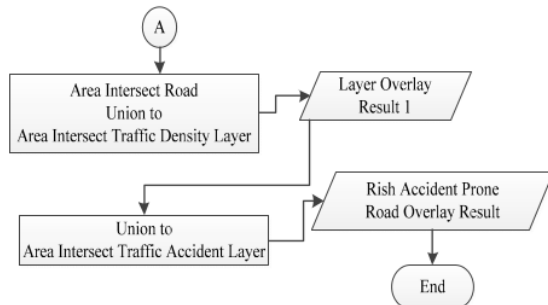 A
Area Intersect Road
Union to
Area Intersect Traffic Density Layer
Layer Overlay
Result 1
Union to
Area Intersect Traffic Accident Layer
Rish Accident Prone
Road Overlay Result
End